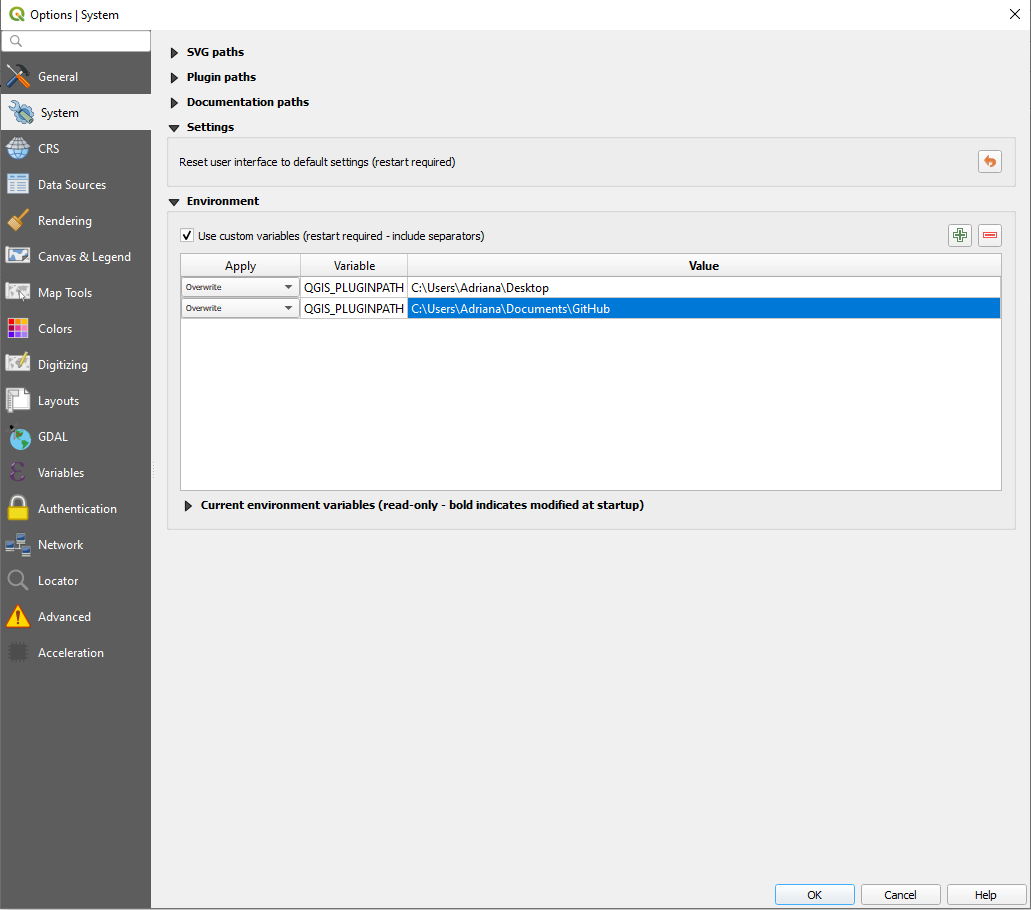 Options | System
General
System
CRS
Data Sources
Rendering
Canvas & Legend
Map Tools
Colors
Digitizing
Layouts
GDAL
Variables
Authentication
Network
Locator
Advanced
Acceleration
SVG paths
Plugin paths
Documentation paths
Settings
Reset user interface to default settings (restart required)
Environment
Use custom variables (restart required - include separators)
Apply Variable Value
Overwrite QGIS_PLUGINPATH C:\Users\Adriana\Desktop
Overwrite QGIS_PLUGINPATH C:\Users\Adriana\Documents\GitHub
Current environment variables (read-only - bold indicates modified at startup)
OK Cancel Help